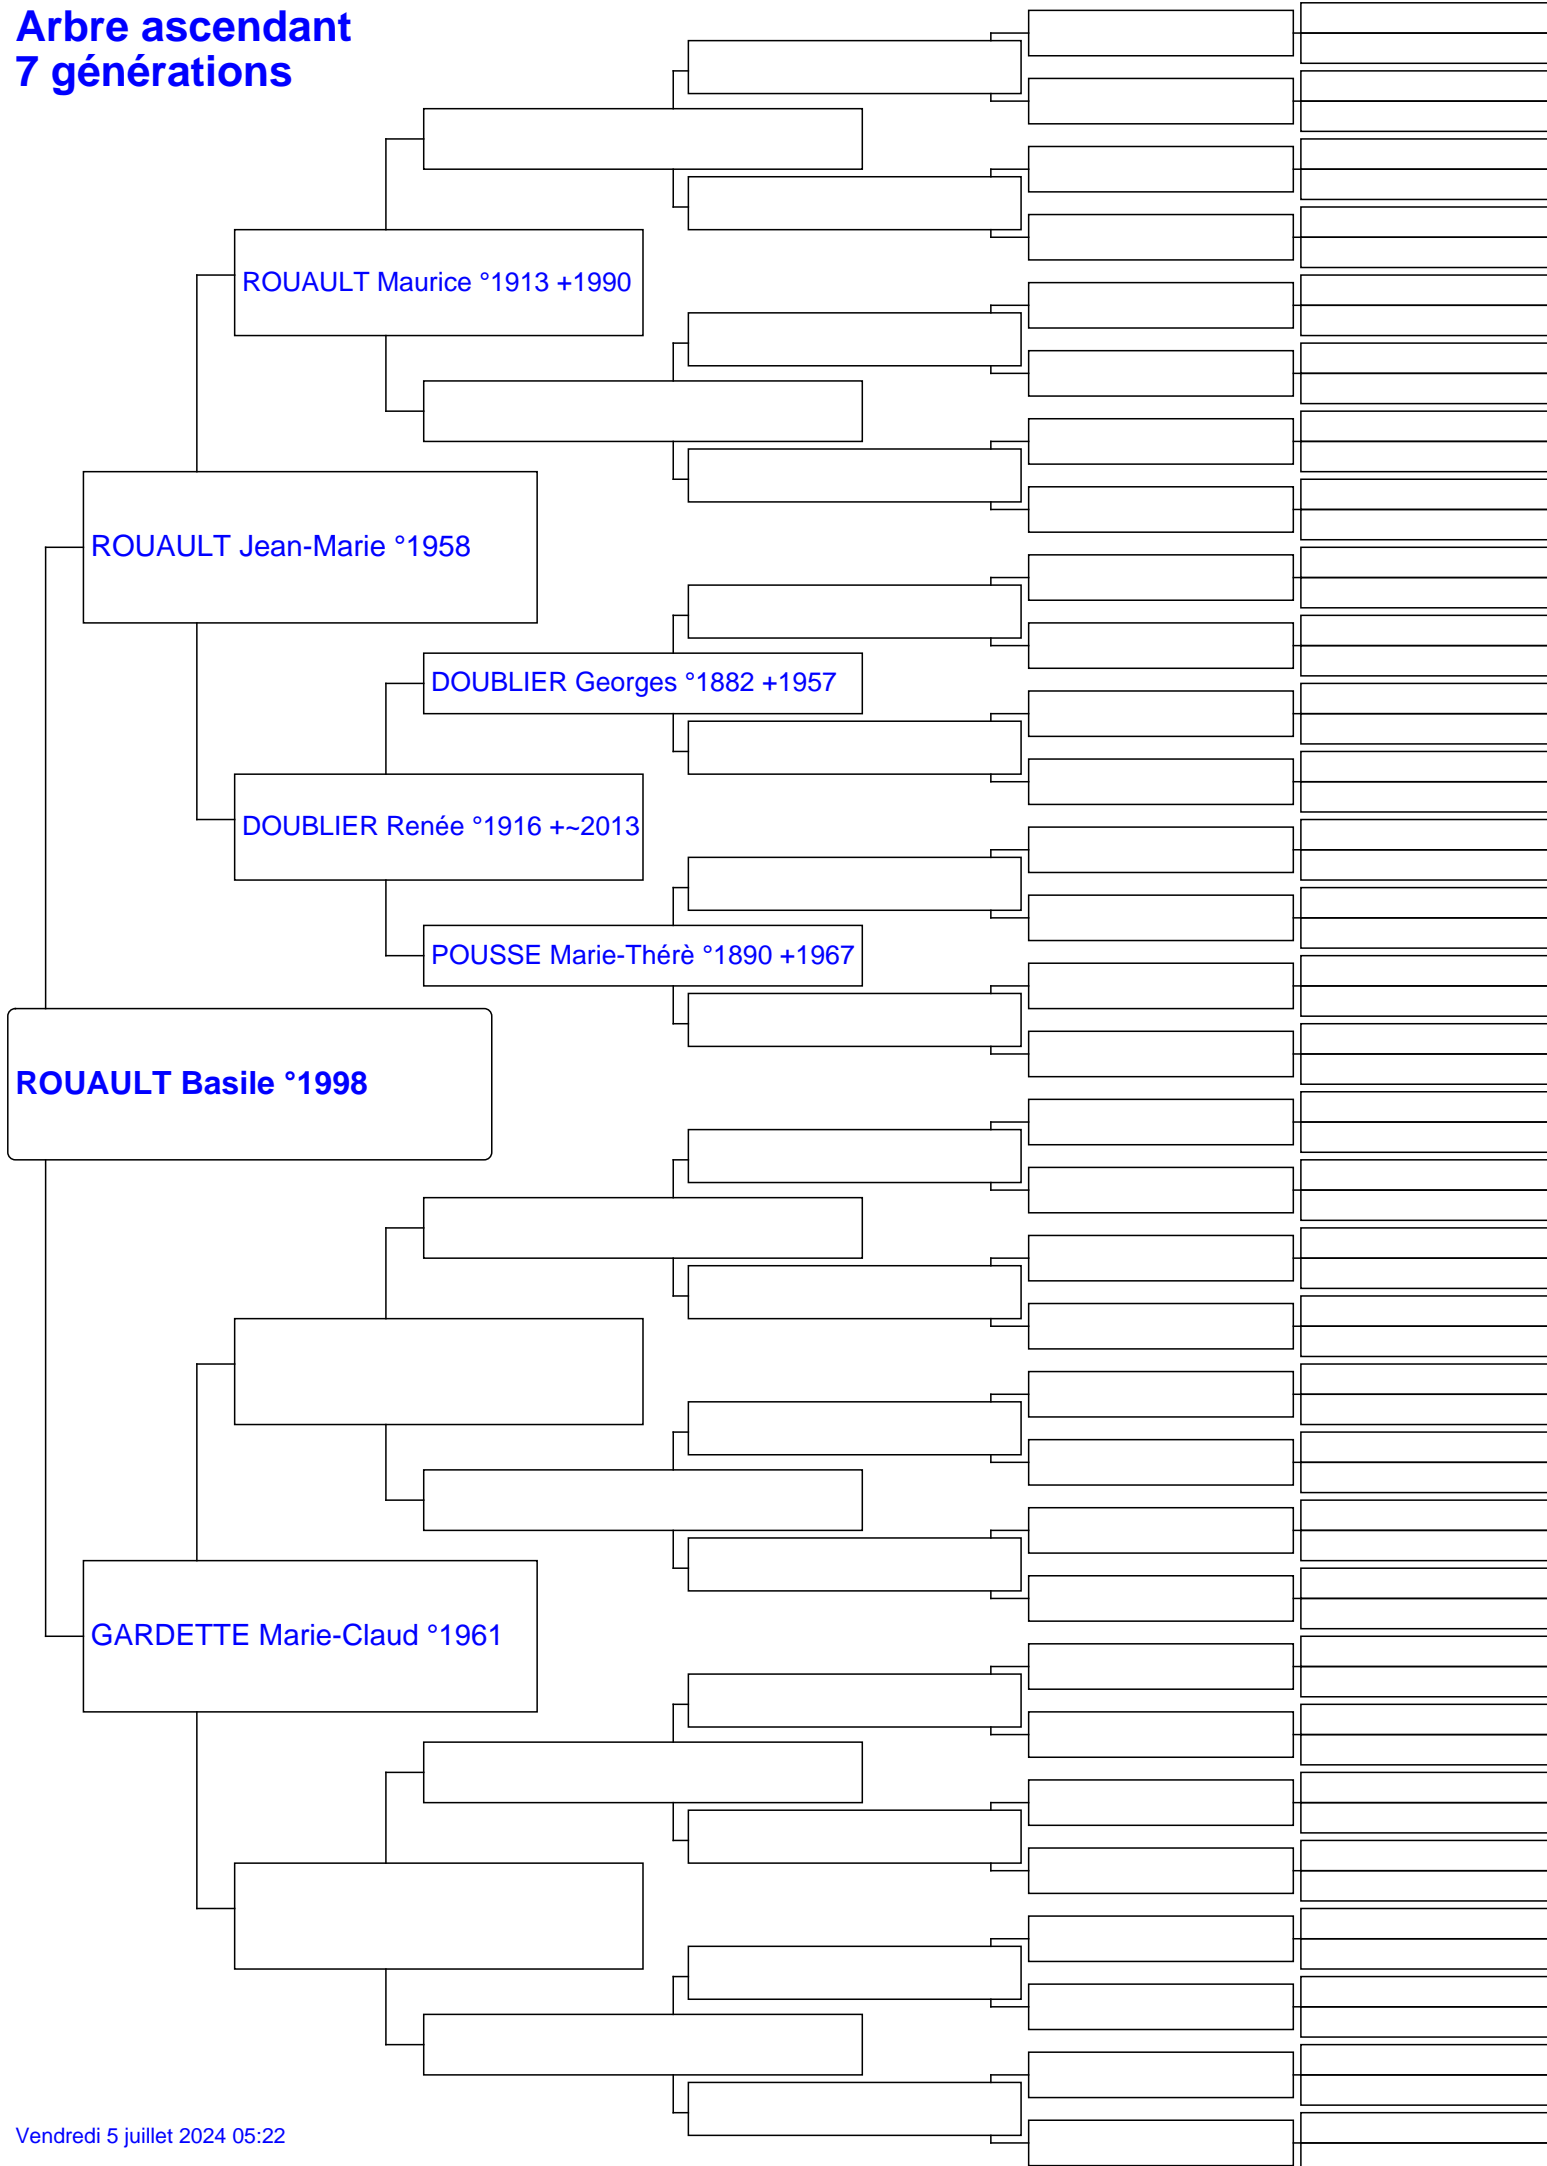 Arbre ascendant
7 générations
ROUAULT Maurice °1913 +1990
ROUAULT Jean-Marie °1958
DOUBLIER Georges °1882 +1957
DOUBLIER Renée °1916 +~2013
POUSSE Marie-Thérè °1890 +1967
ROUAULT Basile °1998
GARDETTE Marie-Claud °1961
Vendredi 5 juillet 2024 05:22